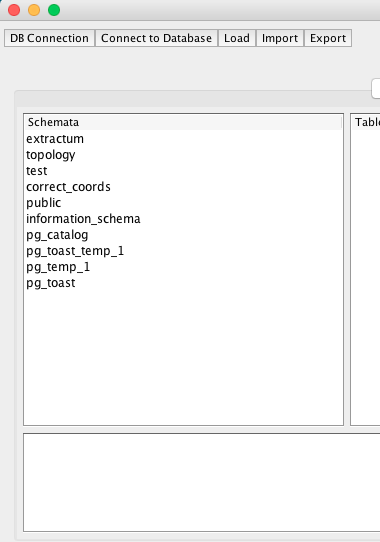 DB Connection Connect to Database Load Import Export
Schemata
extractum
topology
test
correct_coords
public
information_schema
pg_catalog
pg_toast_temp_1
pg_temp_1
pg_toast